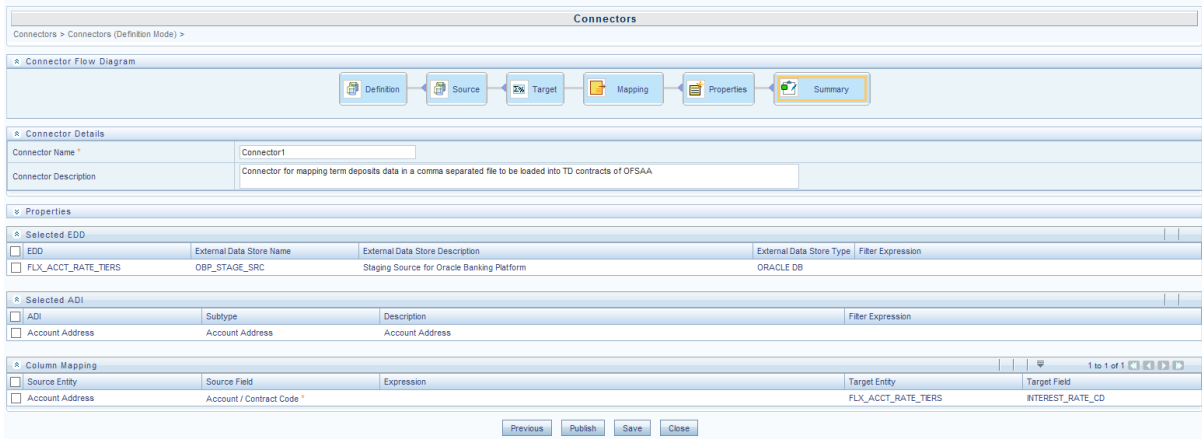 Connectors
Connectors > Connectors (Definition Mode) >
Connector Flow Diagram
Definition Source Target Mapping Properties Summary
Connector Details
Connector Name * Connector1
Connector Description Connector for mapping term deposits data in a comma separated file to be loaded into TD contracts of OFSAA
Properties
Selected EDD
EDD External Data Store Name External Data Store Description External Data Store Type Filter Expression
FLX_ACCT_RATE_TIERS OBP_STAGE_SRC Staging Source for Oracle Banking Platform ORACLE DB
Selected ADI
ADI Subtype Description Filter Expression
Account Address Account Address Account Address
Column Mapping 1 to 1 of 1
Source Entity Source Field Expression Target Entity Target Field
Account Address Account / Contract Code * FLX_ACCT_RATE_TIERS INTEREST_RATE_CD
Previous Publish Save Close